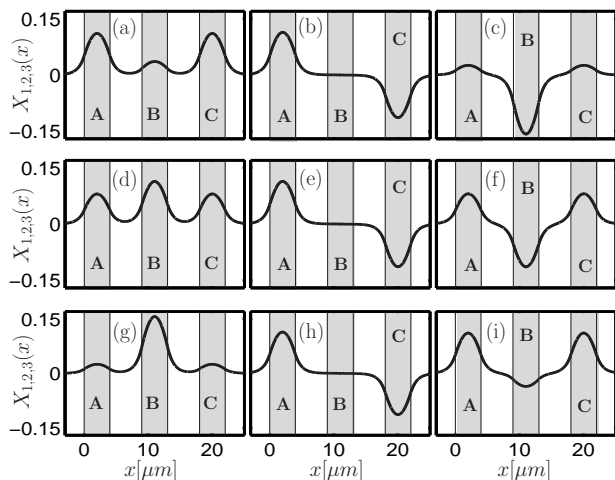 0.15
X1,2,3(x)
0
−0.15
(a)
A
B
C
(b)
A
B
C
(c)
A
B
C
0.15
X1,2,3(x)
0
−0.15
(d)
A
B
C
(e)
A
B
C
(f)
A
B
C
0.15
X1,2,3(x)
0
−0.15
(g)
A
B
C
(h)
A
B
C
(i)
A
B
C
0 10 20
0 10 20
0 10 20
x[μm]
x[μm]
x[μm]